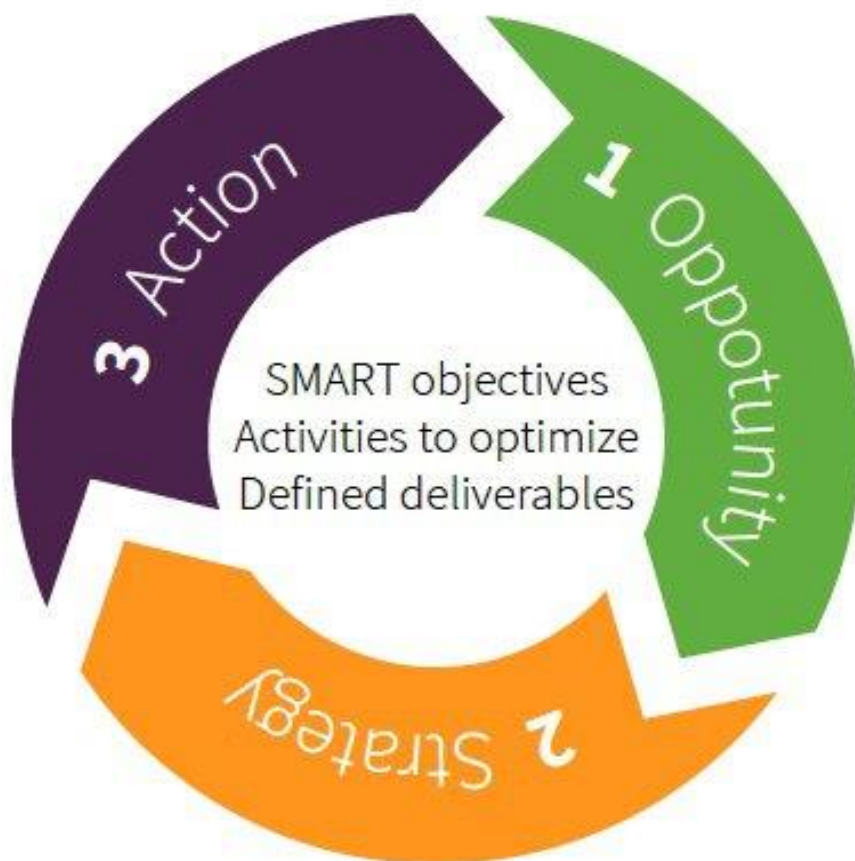 1 Oppotunity
2 Strategy
3 Action
SMART objectives
Activities to optimize
Defined deliverables